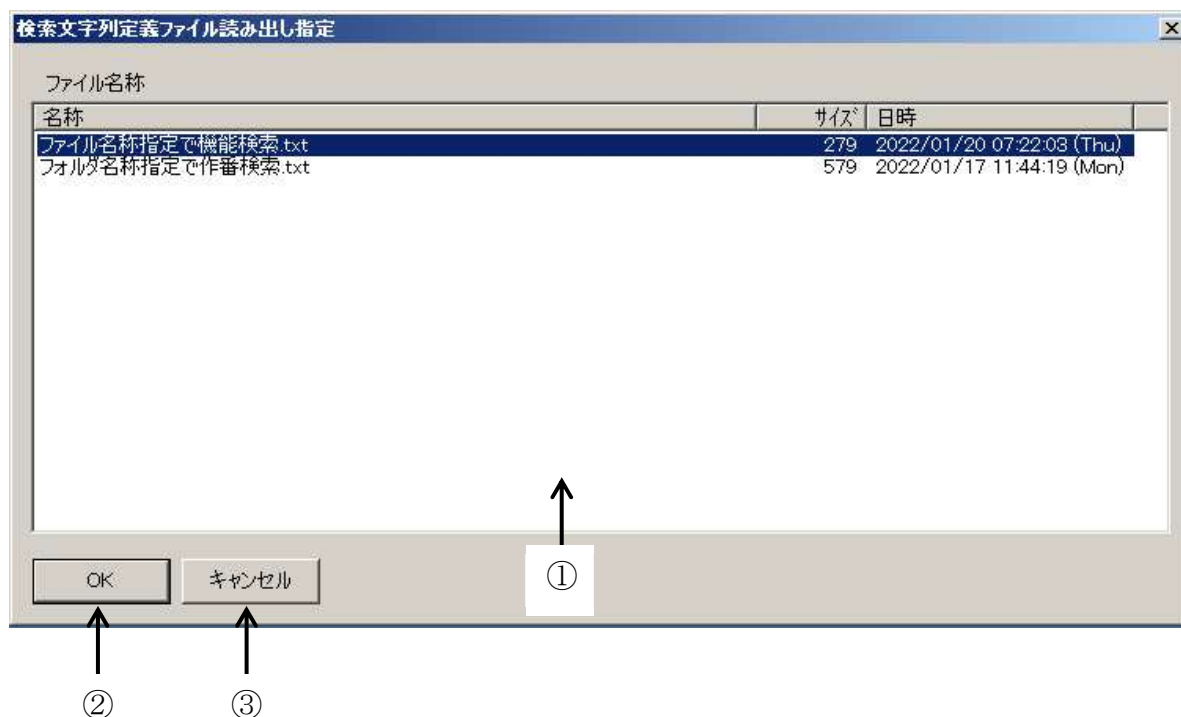 検索文字列定義ファイル読み出し指定
ファイル名称
名称 サイズ 日時
ファイル名称指定で機能検索.txt 279 2022/01/20 07:22:03 (Thu)
フォルダ名称指定で作番検索.txt 579 2022/01/17 11:44:19 (Mon)
①
OK キャンセル
② ③